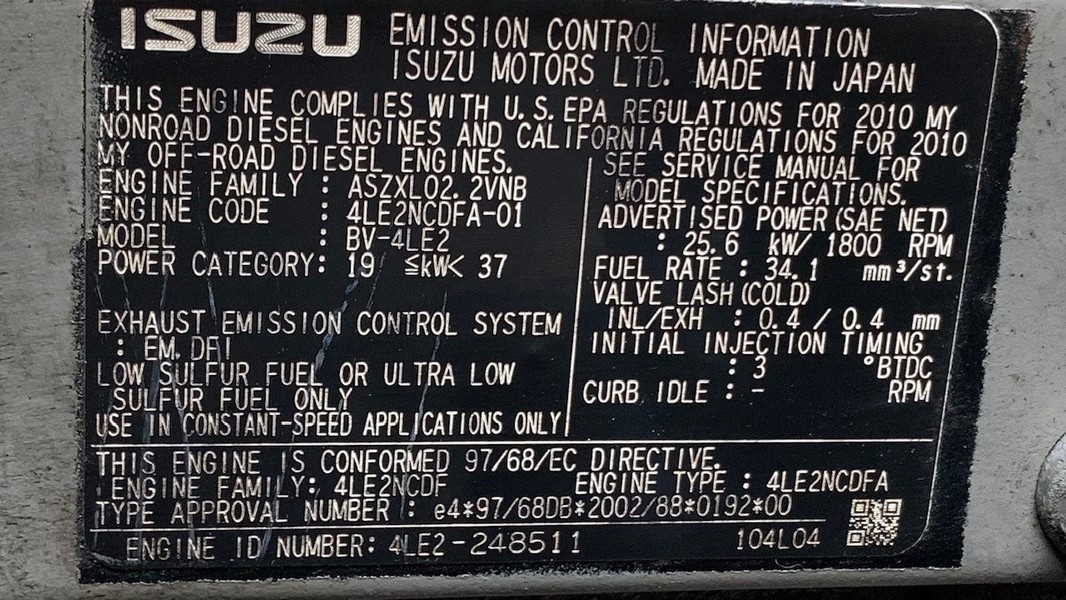 ISUZU EMISSION CONTROL INFORMATION
ISUZU MOTORS LTD. MADE IN JAPAN
THIS ENGINE COMPLIES WITH U.S.EPA REGULATIONS FOR 2010 MY
NONROAD DIESEL ENGINES AND CALIFORNIA REGULATIONS FOR 2010
MY OFF-ROAD DIESEL ENGINES.
ENGINE FAMILY : ASZXL02.2VNB
ENGINE CODE : 4LE2NCDFA-01
MODEL : BV-4LE2
POWER CATEGORY: 19 ≦kW< 37
EXHAUST EMISSION CONTROL SYSTEM
: EM, DFI
LOW SULFUR FUEL OR ULTRA LOW
SULFUR FUEL ONLY
USE IN CONSTANT-SPEED APPLICATIONS ONLY
SEE SERVICE MANUAL FOR
MODEL SPECIFICATIONS.
ADVERTISED POWER(SAE NET)
: 25.6 kW/ 1800 RPM
FUEL RATE : 34.1 mm³/st.
VALVE LASH(COLD)
INL/EXH : 0.4 / 0.4 mm
INITIAL INJECTION TIMING
: 3 °BTDC
CURB IDLE : - RPM
THIS ENGINE IS CONFORMED 97/68/EC DIRECTIVE.
ENGINE FAMILY: 4LE2NCDF ENGINE TYPE : 4LE2NCDFA
TYPE APPROVAL NUMBER : e4*97/68DB*2002/88*0192*00
ENGINE ID NUMBER: 4LE2-248511 104L04